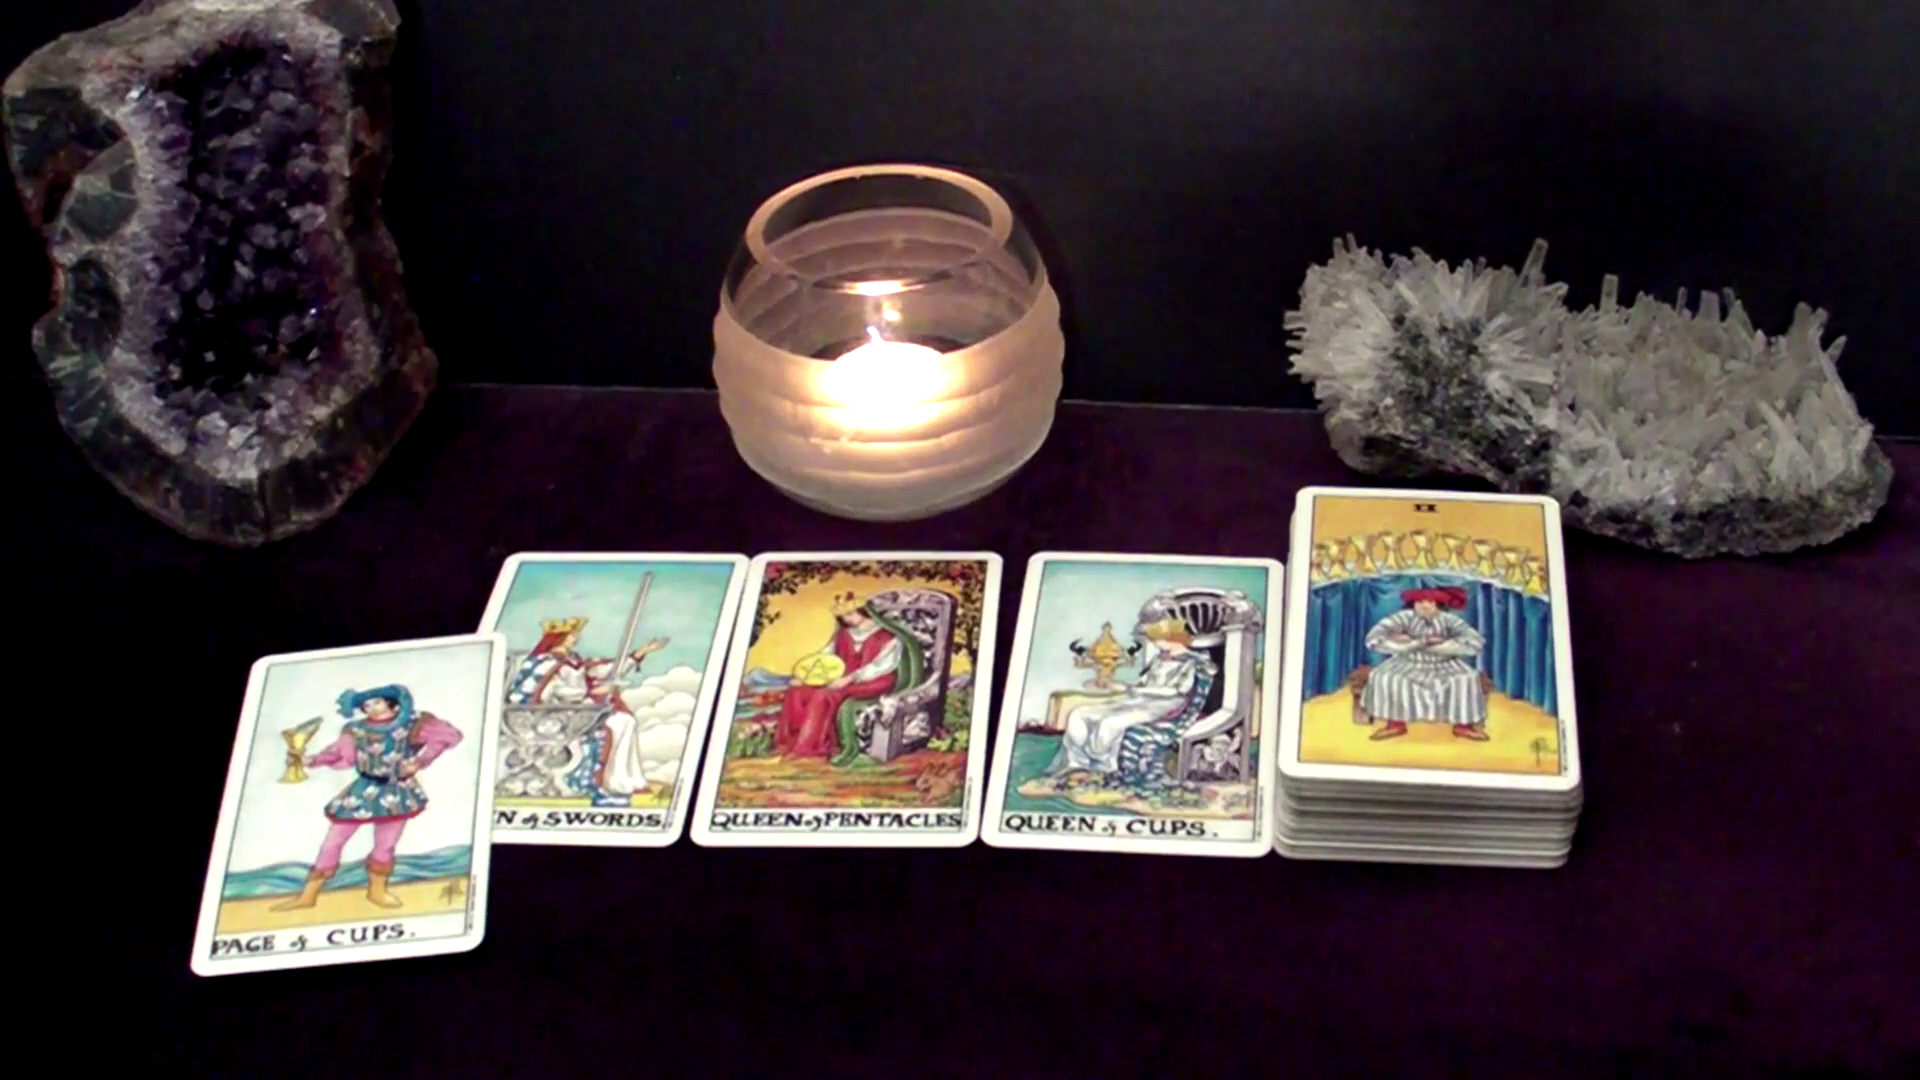 PAGE of CUPS.
N of SWORDS.
QUEEN of PENTACLES
QUEEN of CUPS.